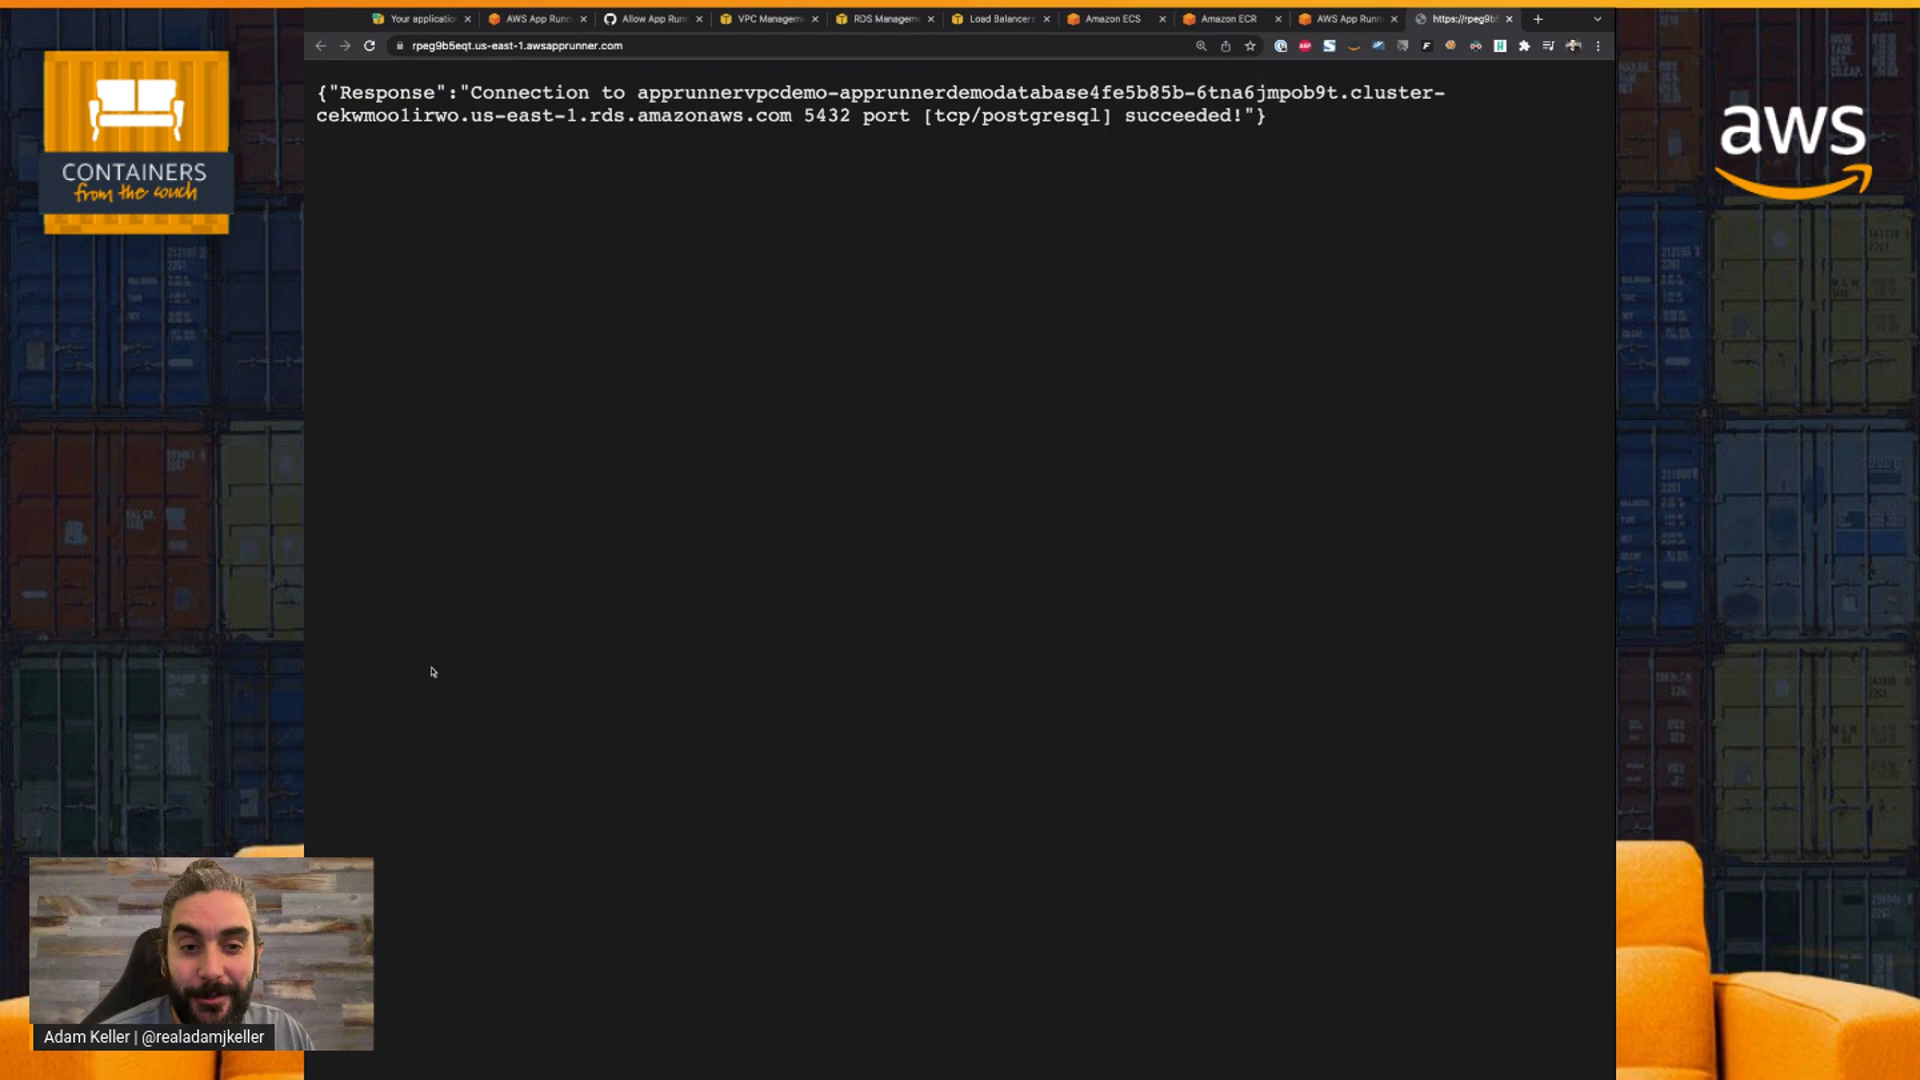 Your applicatio
AWS App Runn
Allow App Run
VPC Managem
RDS Managem
Load Balancers
Amazon ECS
Amazon ECR
AWS App Runn
https://rpeg9b5
rpeg9b5eqt.us-east-1.awsapprunner.com
{"Response":"Connection to apprunnervpcdemo-apprunnerdemodatabase4fe5b85b-6tna6jmpob9t.cluster-
cekwmoo1irwo.us-east-1.rds.amazonaws.com 5432 port [tcp/postgresql] succeeded!"}
CONTAINERS
from the couch
aws
Adam Keller | @realadamjkeller